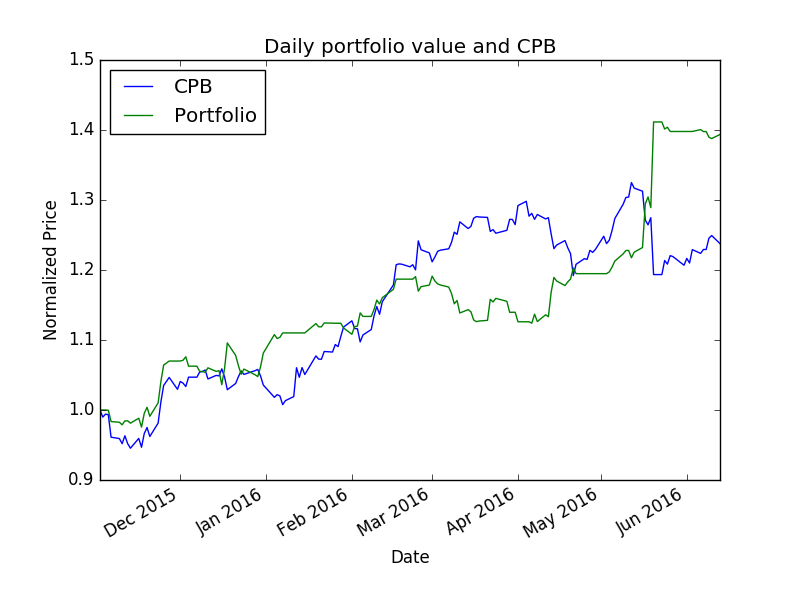 Daily portfolio value and CPB
CPB
Portfolio
1.5
1.4
1.3
1.2
1.1
1.0
0.9
Normalized Price
Dec 2015
Jan 2016
Feb 2016
Mar 2016
Apr 2016
May 2016
Jun 2016
Date